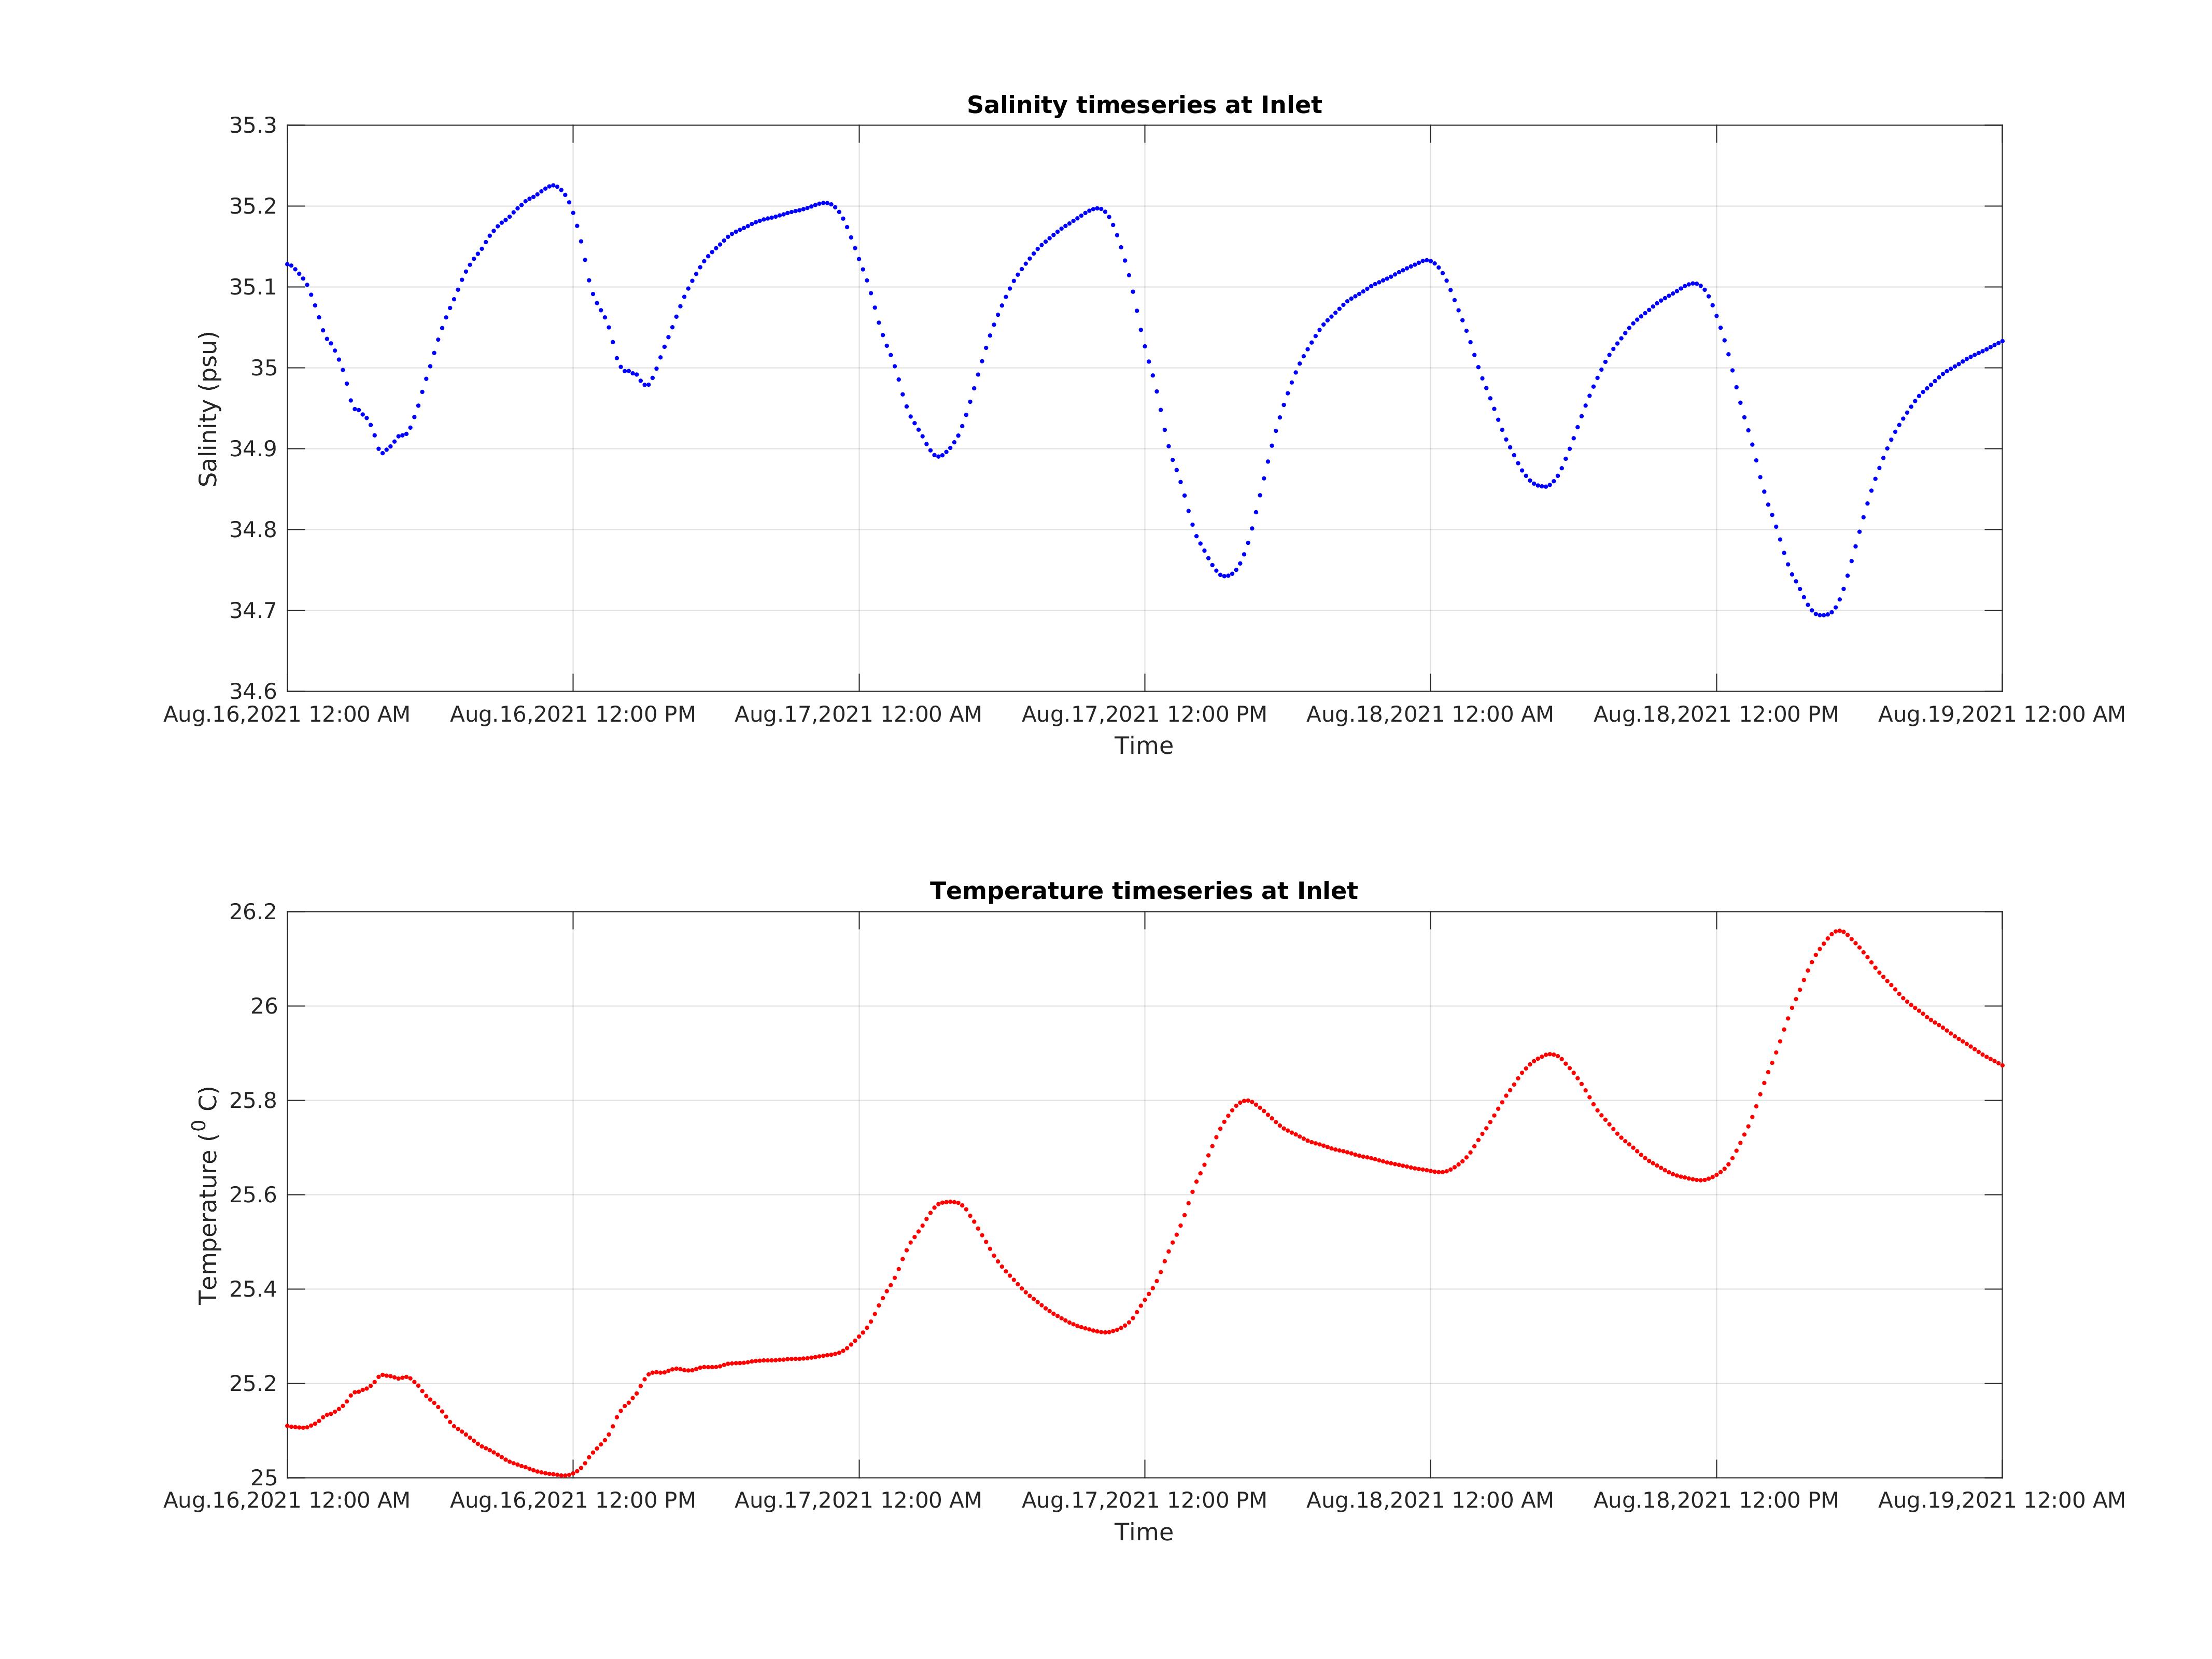 Salinity timeseries at Inlet
35.3
35.2
35.1
35
34.9
34.8
34.7
34.6
Salinity (psu)
Aug.16,2021 12:00 AM Aug.16,2021 12:00 PM Aug.17,2021 12:00 AM Aug.17,2021 12:00 PM Aug.18,2021 12:00 AM Aug.18,2021 12:00 PM Aug.19,2021 12:00 AM
Time
Temperature timeseries at Inlet
26.2
26
25.8
25.6
25.4
25.2
25
Temperature (⁰ C)
Aug.16,2021 12:00 AM Aug.16,2021 12:00 PM Aug.17,2021 12:00 AM Aug.17,2021 12:00 PM Aug.18,2021 12:00 AM Aug.18,2021 12:00 PM Aug.19,2021 12:00 AM
Time